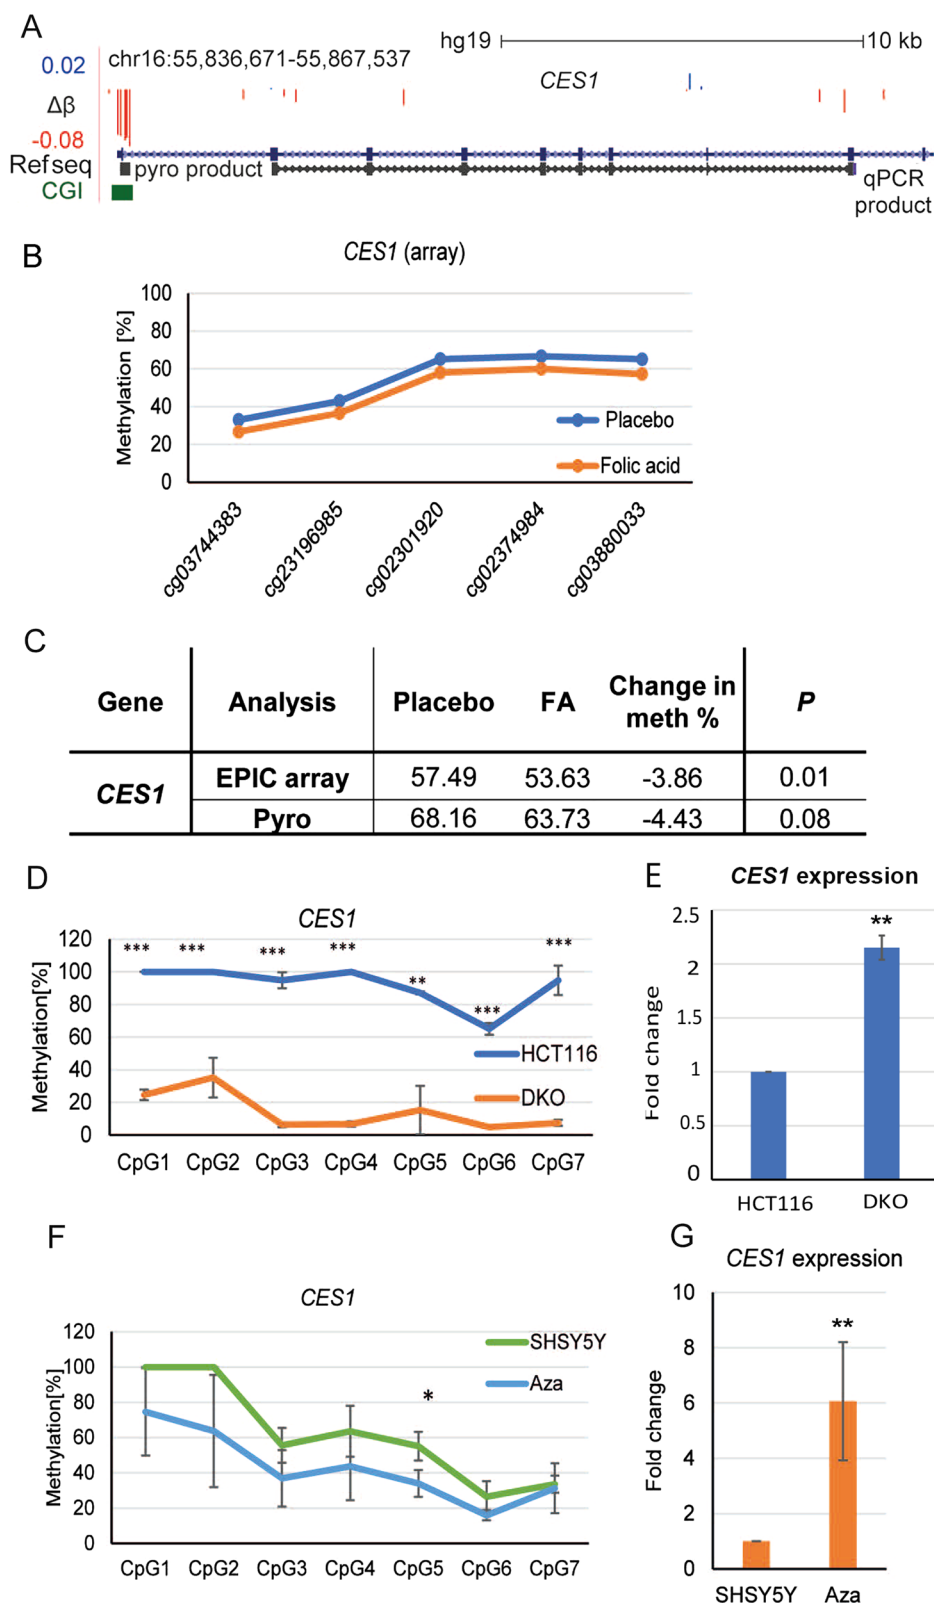 A
hg19 10 kb
chr16:55,836,671-55,867,537
0.02
CES1
Δβ
-0.08
Refseq
pyro product
CGI
qPCR
product
B
CES1 (array)
Methylation [%]
100
80
60
40
20
0
Placebo
Folic acid
cg03744383
cg23196985
cg02301920
cg02374984
cg03880033
C
Gene Analysis Placebo FA Change in meth % P
CES1
EPIC array 57.49 53.63 -3.86 0.01
Pyro 68.16 63.73 -4.43 0.08
D
CES1
Methylation[%]
120
100
80
60
40
20
0
*** *** *** *** ** *** ***
HCT116
DKO
CpG1 CpG2 CpG3 CpG4 CpG5 CpG6 CpG7
E
CES1 expression
Fold change
2.5
2
1.5
1
0.5
0
**
HCT116 DKO
F
CES1
Methylation[%]
120
100
80
60
40
20
0
SHSY5Y
Aza
*
CpG1 CpG2 CpG3 CpG4 CpG5 CpG6 CpG7
G
CES1 expression
Fold change
10
8
6
4
2
0
**
SHSY5Y Aza